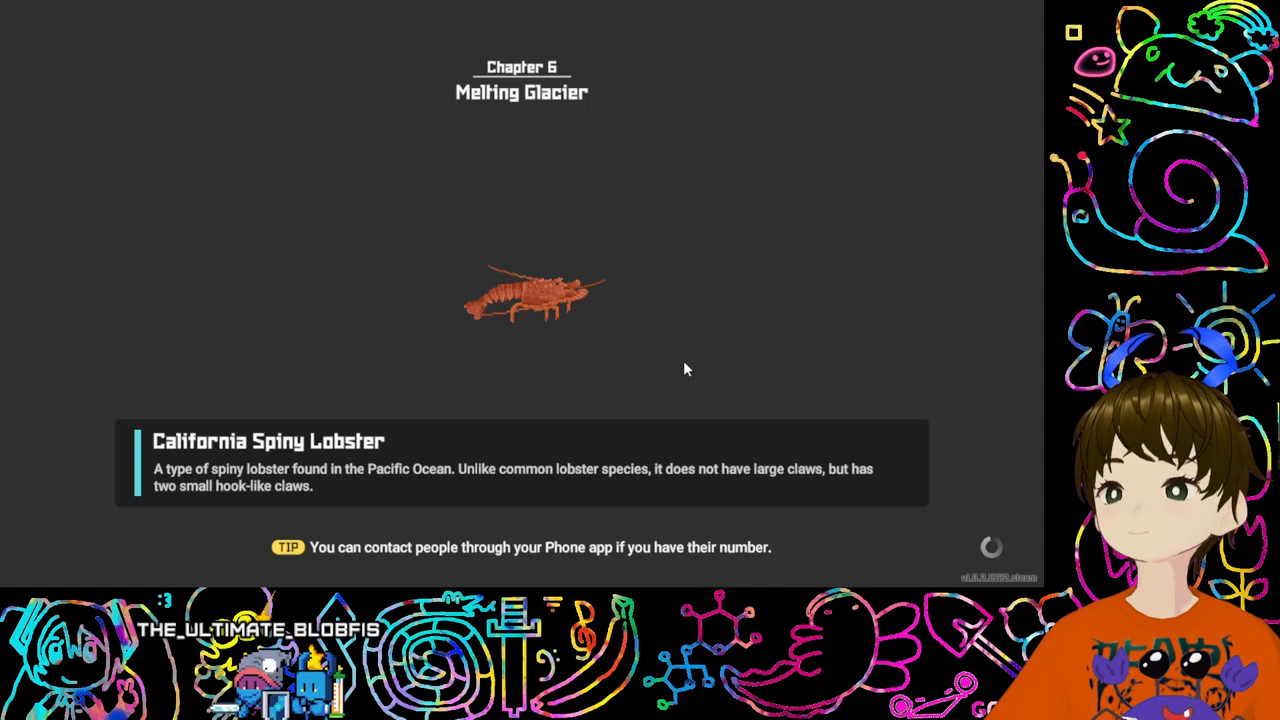 Chapter 6
Melting Glacier
California Spiny Lobster
A type of spiny lobster found in the Pacific Ocean. Unlike common lobster species, it does not have large claws, but has
two small hook-like claws.
TIP You can contact people through your Phone app if you have their number.
:3
THE_ULTIMATE_BLOBFIS